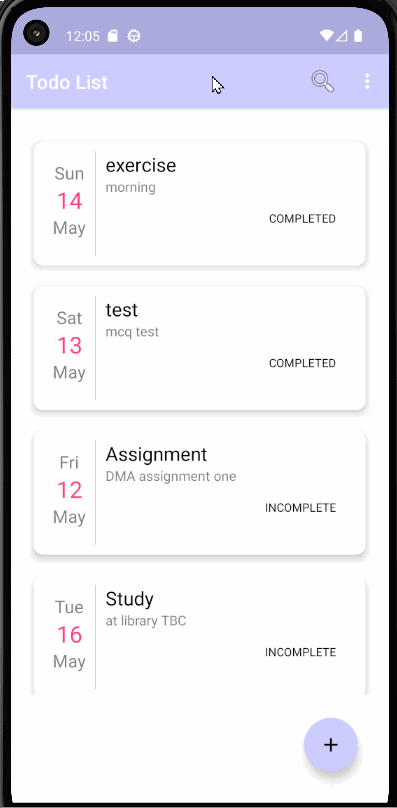 12:05
Todo List
Sun
14
May
exercise
morning
COMPLETED
Sat
13
May
test
mcq test
COMPLETED
Fri
12
May
Assignment
DMA assignment one
INCOMPLETE
Tue
16
May
Study
at library TBC
INCOMPLETE
+